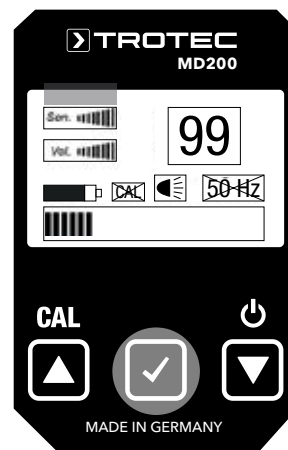 TROTEC
MD200
Sen.
99
Vol.
CAL
50 Hz
CAL
MADE IN GERMANY